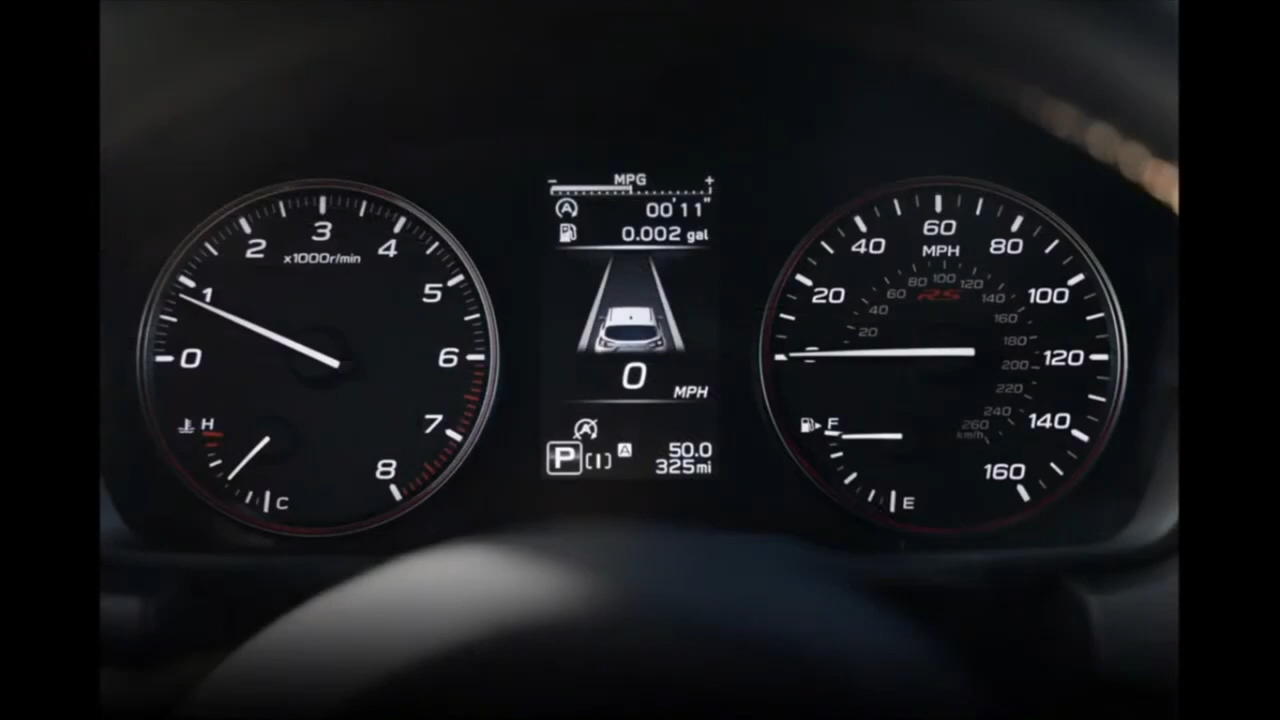 0
1
2
3
4
5
6
7
8
x1000r/min
H
C
- MPG +
A
00'11"
0.002 gal
0
MPH
A
P [I] A 50.0
325mi
20
40
60
80
100
120
140
160
MPH
RS
20
40
60
80
100
120
140
160
180
200
220
240
260
km/h
F
E